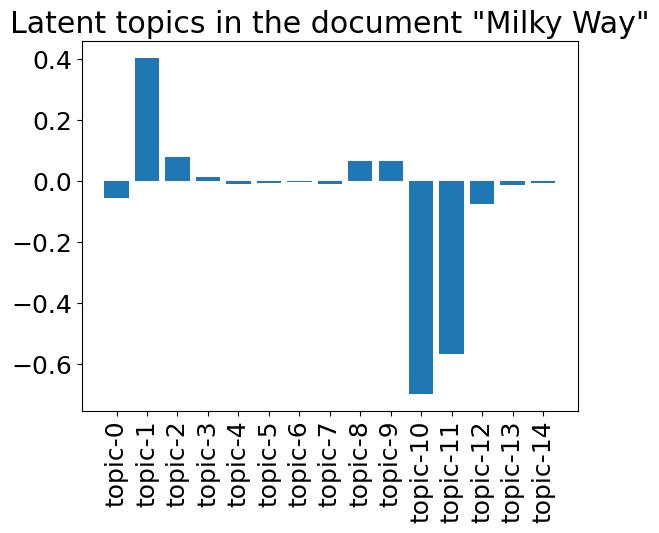 Latent topics in the document "Milky Way"
0.4
0.2
0.0
−0.2
−0.4
−0.6
topic-0
topic-1
topic-2
topic-3
topic-4
topic-5
topic-6
topic-7
topic-8
topic-9
topic-10
topic-11
topic-12
topic-13
topic-14